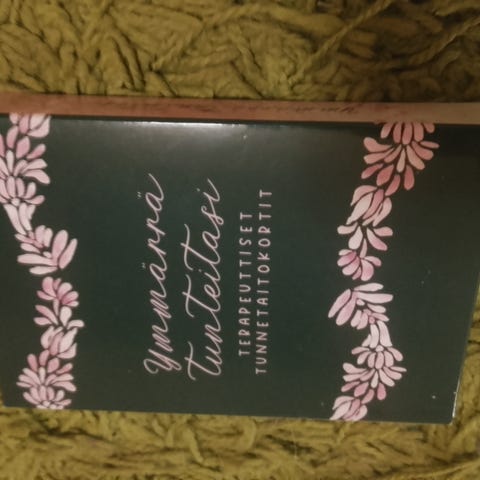 Ymmärrä
tunteitasi
TERAPEUTTISET
TUNNETAITOKORTIT